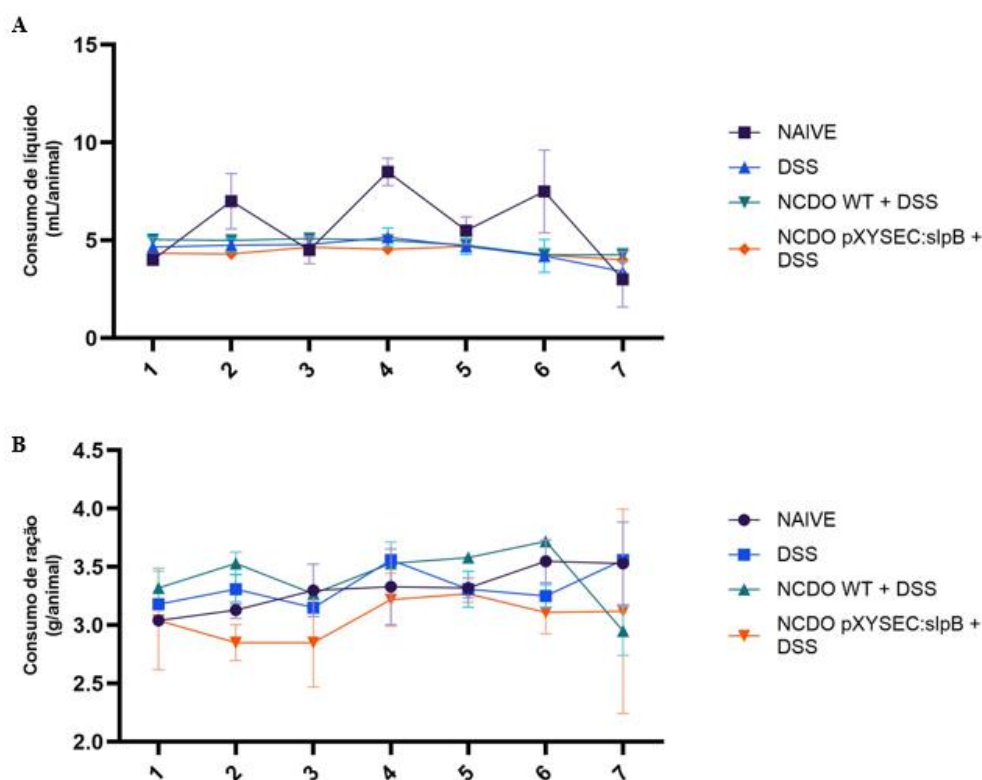 A
Consumo de líquido
(mL/animal)
15
10
5
0
1 2 3 4 5 6 7
NAIVE
DSS
NCDO WT + DSS
NCDO pXYSEC:slpB +
DSS
B
Consumo de ração
(g/animal)
4.5
4.0
3.5
3.0
2.5
2.0
1 2 3 4 5 6 7
NAIVE
DSS
NCDO WT + DSS
NCDO pXYSEC:slpB +
DSS